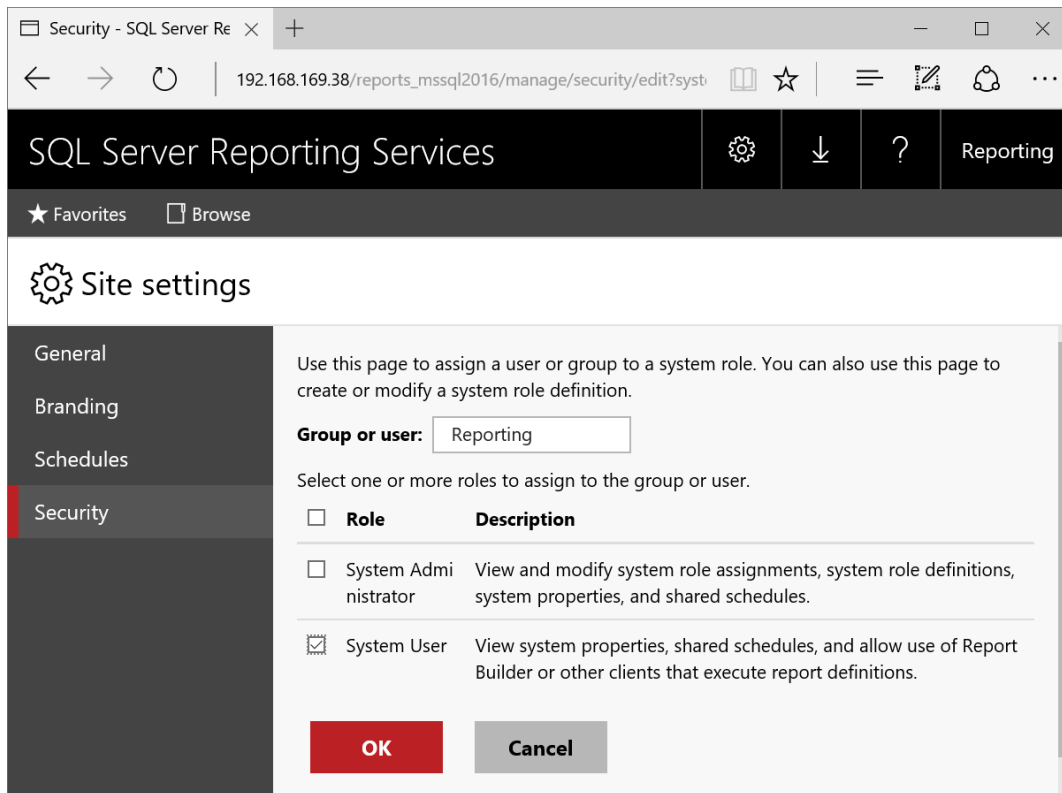 Security - SQL Server Re
192.168.169.38/reports_mssql2016/manage/security/edit?syst
SQL Server Reporting Services
?
Reporting
Favorites
Browse
Site settings
General
Branding
Schedules
Security
Use this page to assign a user or group to a system role. You can also use this page to
create or modify a system role definition.
Group or user: Reporting
Select one or more roles to assign to the group or user.
Role Description
System Admi View and modify system role assignments, system role definitions,
nistrator system properties, and shared schedules.
System User View system properties, shared schedules, and allow use of Report
Builder or other clients that execute report definitions.
OK Cancel